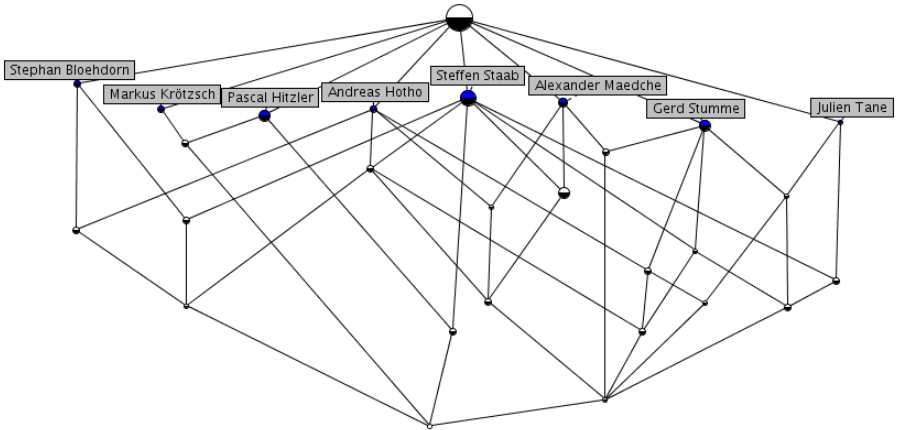 Stephan Bloehdorn
Markus Krötzsch
Pascal Hitzler
Andreas Hotho
Steffen Staab
Alexander Maedche
Gerd Stumme
Julien Tane